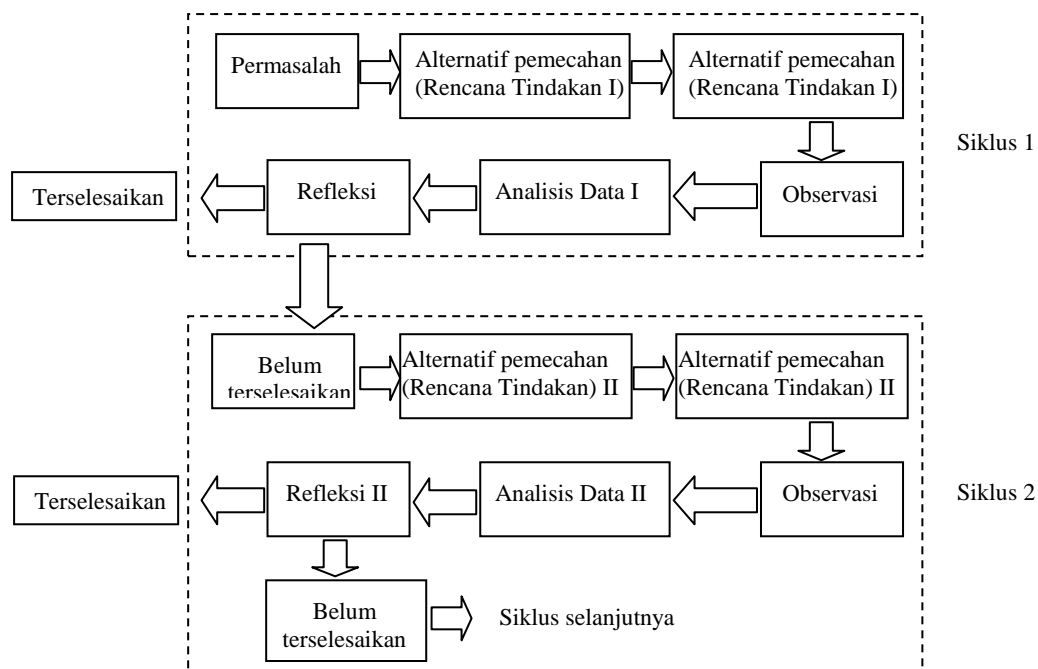 Permasalah
Alternatif pemecahan
(Rencana Tindakan I)
Alternatif pemecahan
(Rencana Tindakan I)
Siklus 1
Terselesaikan
Refleksi
Analisis Data I
Observasi
Belum
terselesaikan
Alternatif pemecahan
(Rencana Tindakan) II
Alternatif pemecahan
(Rencana Tindakan) II
Terselesaikan
Refleksi II
Analisis Data II
Observasi
Siklus 2
Belum
terselesaikan
Siklus selanjutnya